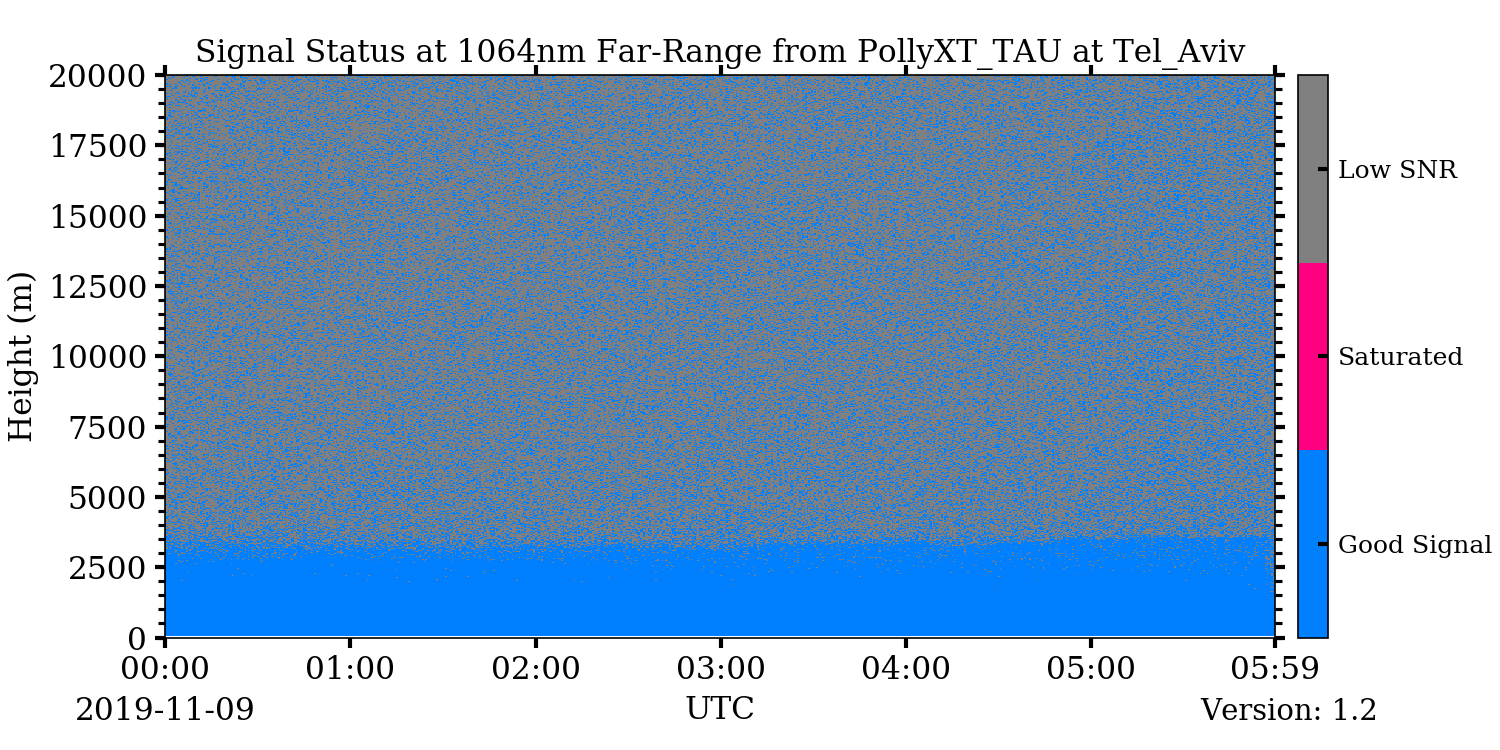 Signal Status at 1064nm Far-Range from PollyXT_TAU at Tel_Aviv
20000
17500
15000
12500
10000
7500
5000
2500
0
Height (m)
00:00
01:00
02:00
03:00
04:00
05:00
05:59
2019-11-09
UTC
Version: 1.2
Low SNR
Saturated
Good Signal